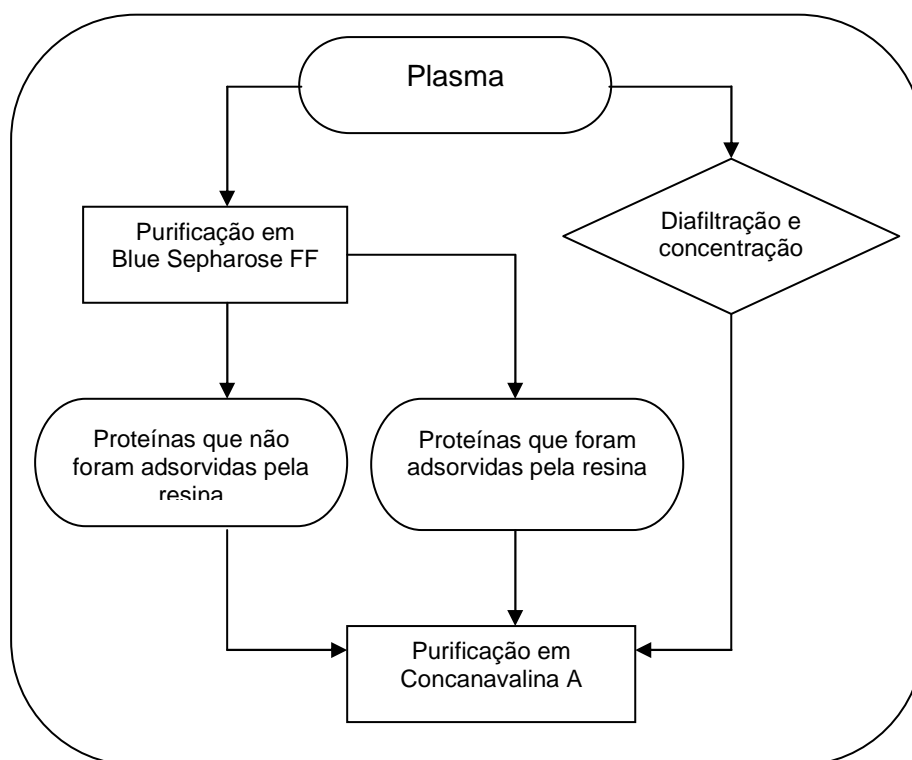 Plasma
Purificação em
Blue Sepharose FF
Diafiltração e
concentração
Proteínas que não
foram adsorvidas pela
resina
Proteínas que foram
adsorvidas pela resina
Purificação em
Concanavalina A